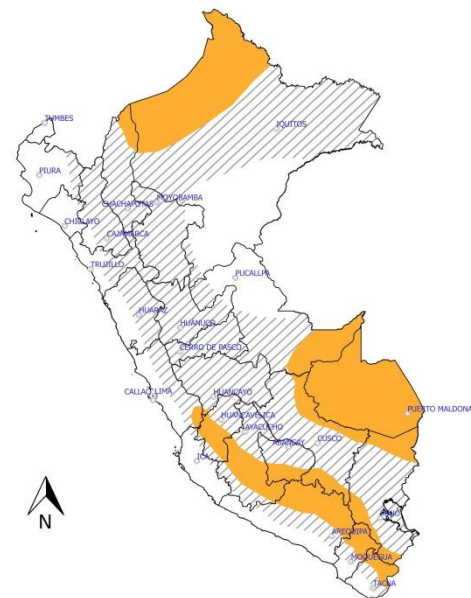 IQUITOS
TUMBES
PIURA
MOYOBAMBA
CHACHAPOYAS
CHICLAYO
CAJAMARCA
TRUJILLO
PUCALLPA
HUARAZ
HUANUCO
CERRO DE PASCO
CALLAO LIMA
HUANCAYO
PUERTO MALDONA
HUANCAVELICA
AYACUCHO
ABANCAY
CUSCO
ICA
PUNO
AREQUIPA
MOQUEGUA
TACNA
N